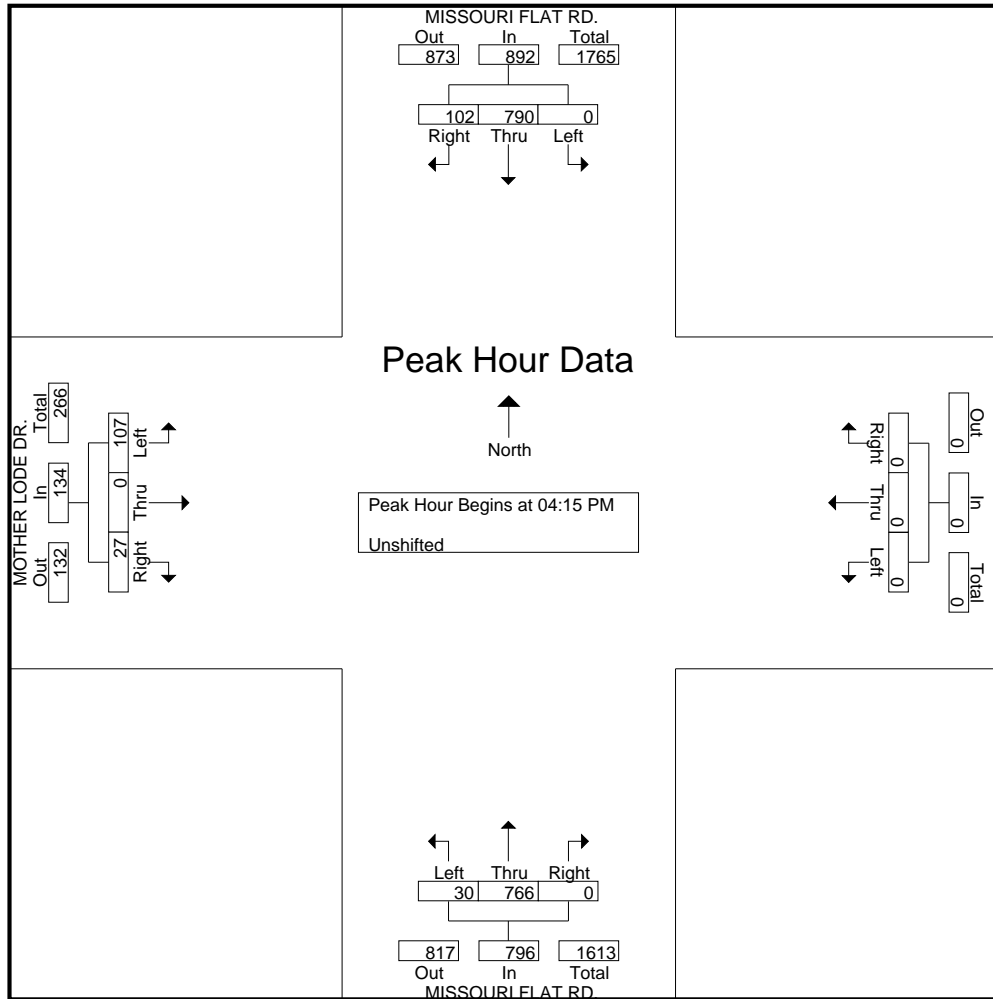 MISSOURI FLAT RD.
Out In Total
873 892 1765
102 790 0
Right Thru Left
Peak Hour Data
North
Peak Hour Begins at 04:15 PM
Unshifted
MOTHER LODE DR.
Out In Total
132 134 266
27 0 107
Right Thru Left
Out In Total
0 0 0
Right Thru Left
0 0 0
Left Thru Right
30 766 0
817 796 1613
Out In Total
MISSOURI FLAT RD.